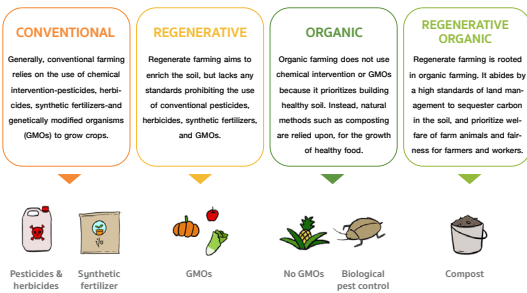 CONVENTIONAL
Generally, conventional farming
relies on the use of chemical
intervention-pesticides, herbi-
cides, synthetic fertilizers-and
genetically modified organisms
(GMOs) to grow crops.
REGENERATIVE
Regenerate farming aims to
enrich the soil, but lacks any
standards prohibiting the use
of conventional pesticides,
herbicides, synthetic fertilizers,
and GMOs.
ORGANIC
Organic farming does not use
chemical intervention or GMOs
because it prioritizes building
healthy soil. Instead, natural
methods such as composting
are relied upon, for the growth
of healthy food.
REGENERATIVE
ORGANIC
Regenerate farming is rooted
in organic farming. It abides by
a high standards of land man-
agement to sequester carbon
in the soil, and prioritize wel-
fare of farm animals and fair-
ness for farmers and workers.
Pesticides &
herbicides
Synthetic
fertilizer
GMOs
No GMOs
Biological
pest control
Compost